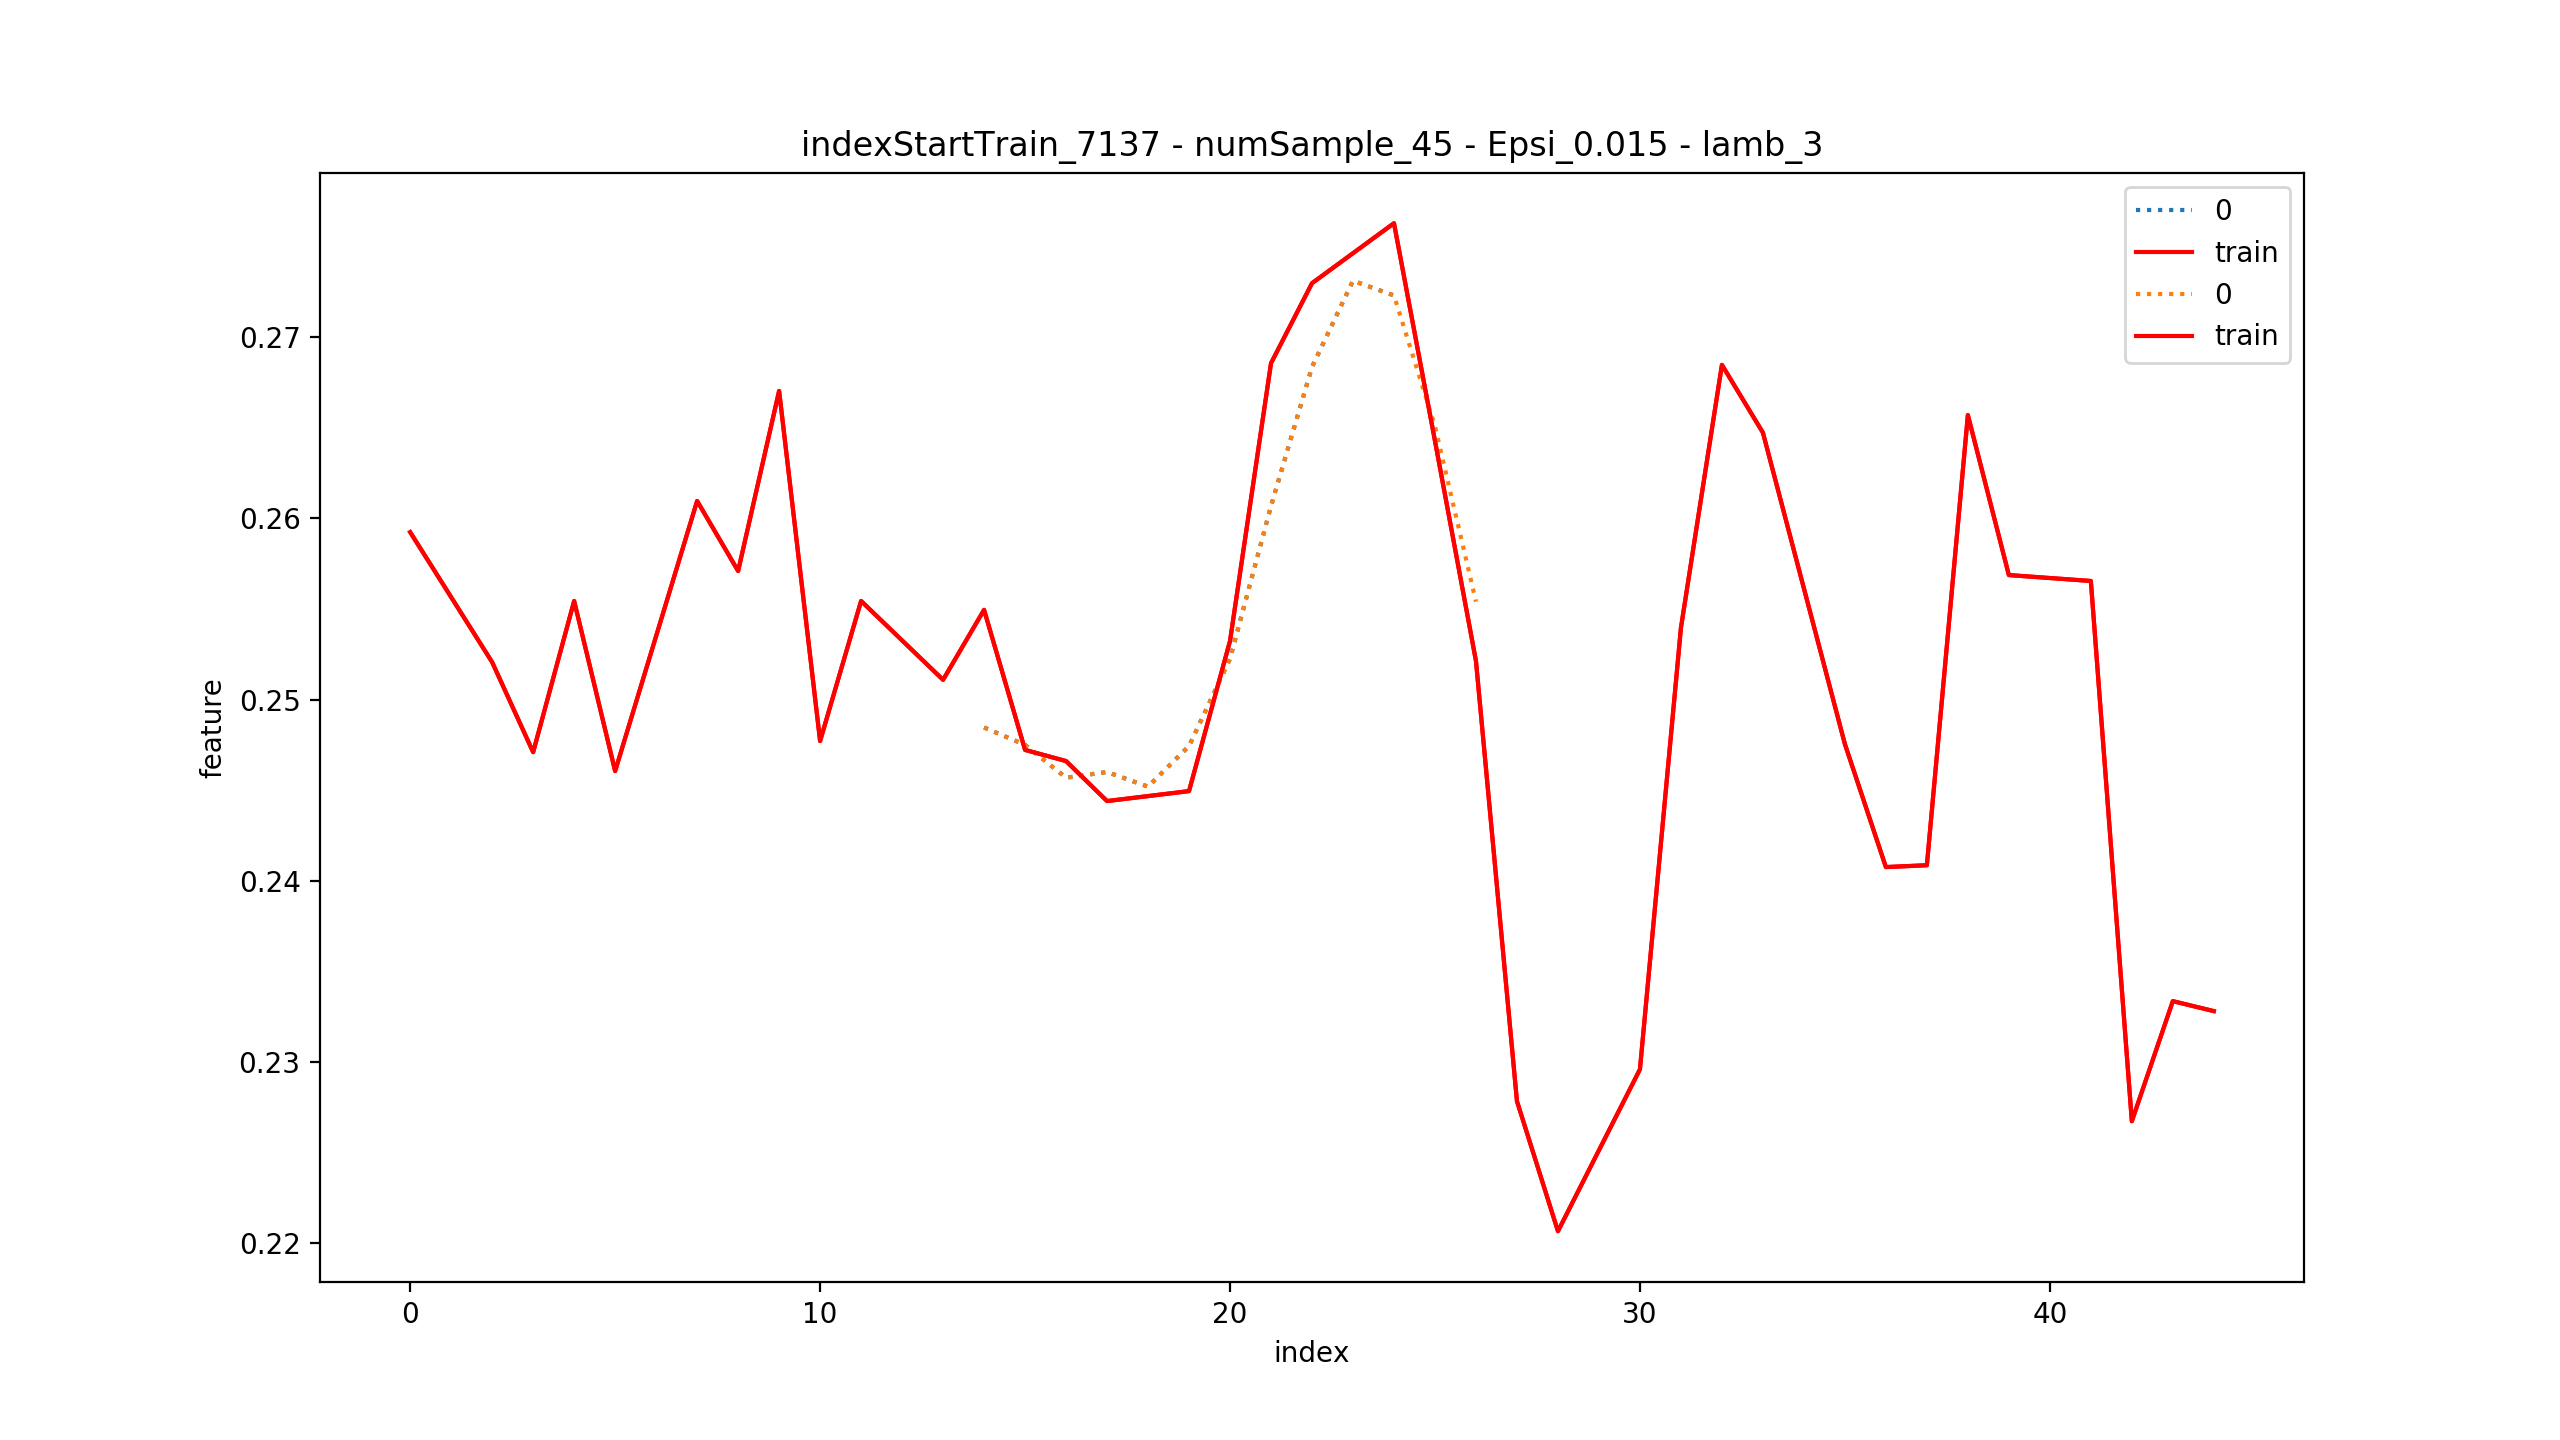 indexStartTrain_7137 - numSample_45 - Epsi_0.015 - lamb_3
0
train
0
train
0.27
0.26
0.25
0.24
0.23
0.22
feature
0
10
20
30
40
index